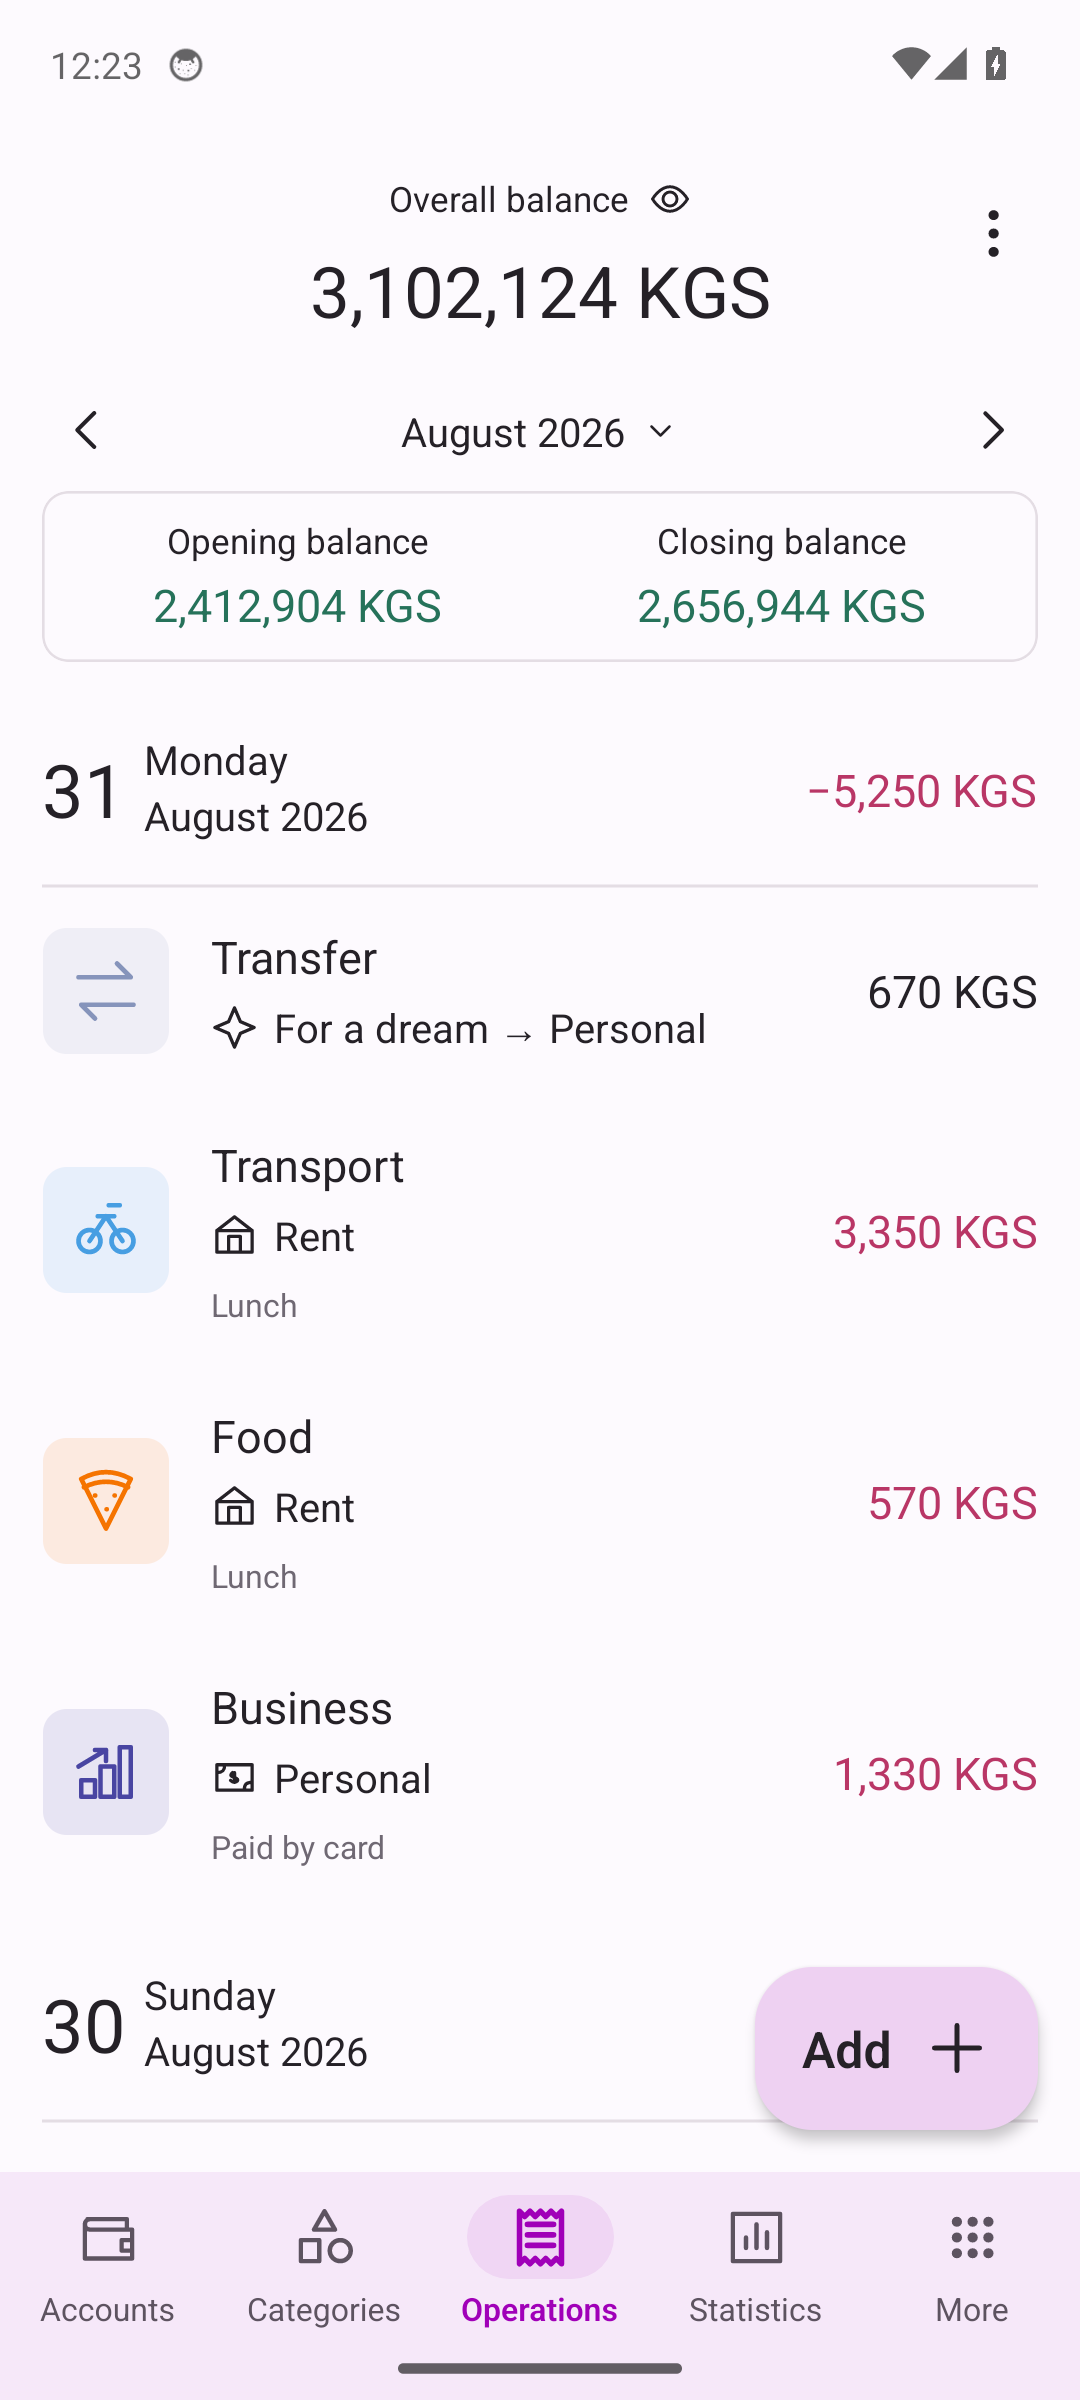 12:23
Overall balance
3,102,124 KGS
August 2026
Opening balance
Closing balance
2,412,904 KGS
2,656,944 KGS
31
Monday
August 2026
−5,250 KGS
Transfer
For a dream → Personal
670 KGS
Transport
Rent
Lunch
3,350 KGS
Food
Rent
Lunch
570 KGS
Business
Personal
Paid by card
1,330 KGS
30
Sunday
August 2026
Add
Accounts
Categories
Operations
Statistics
More